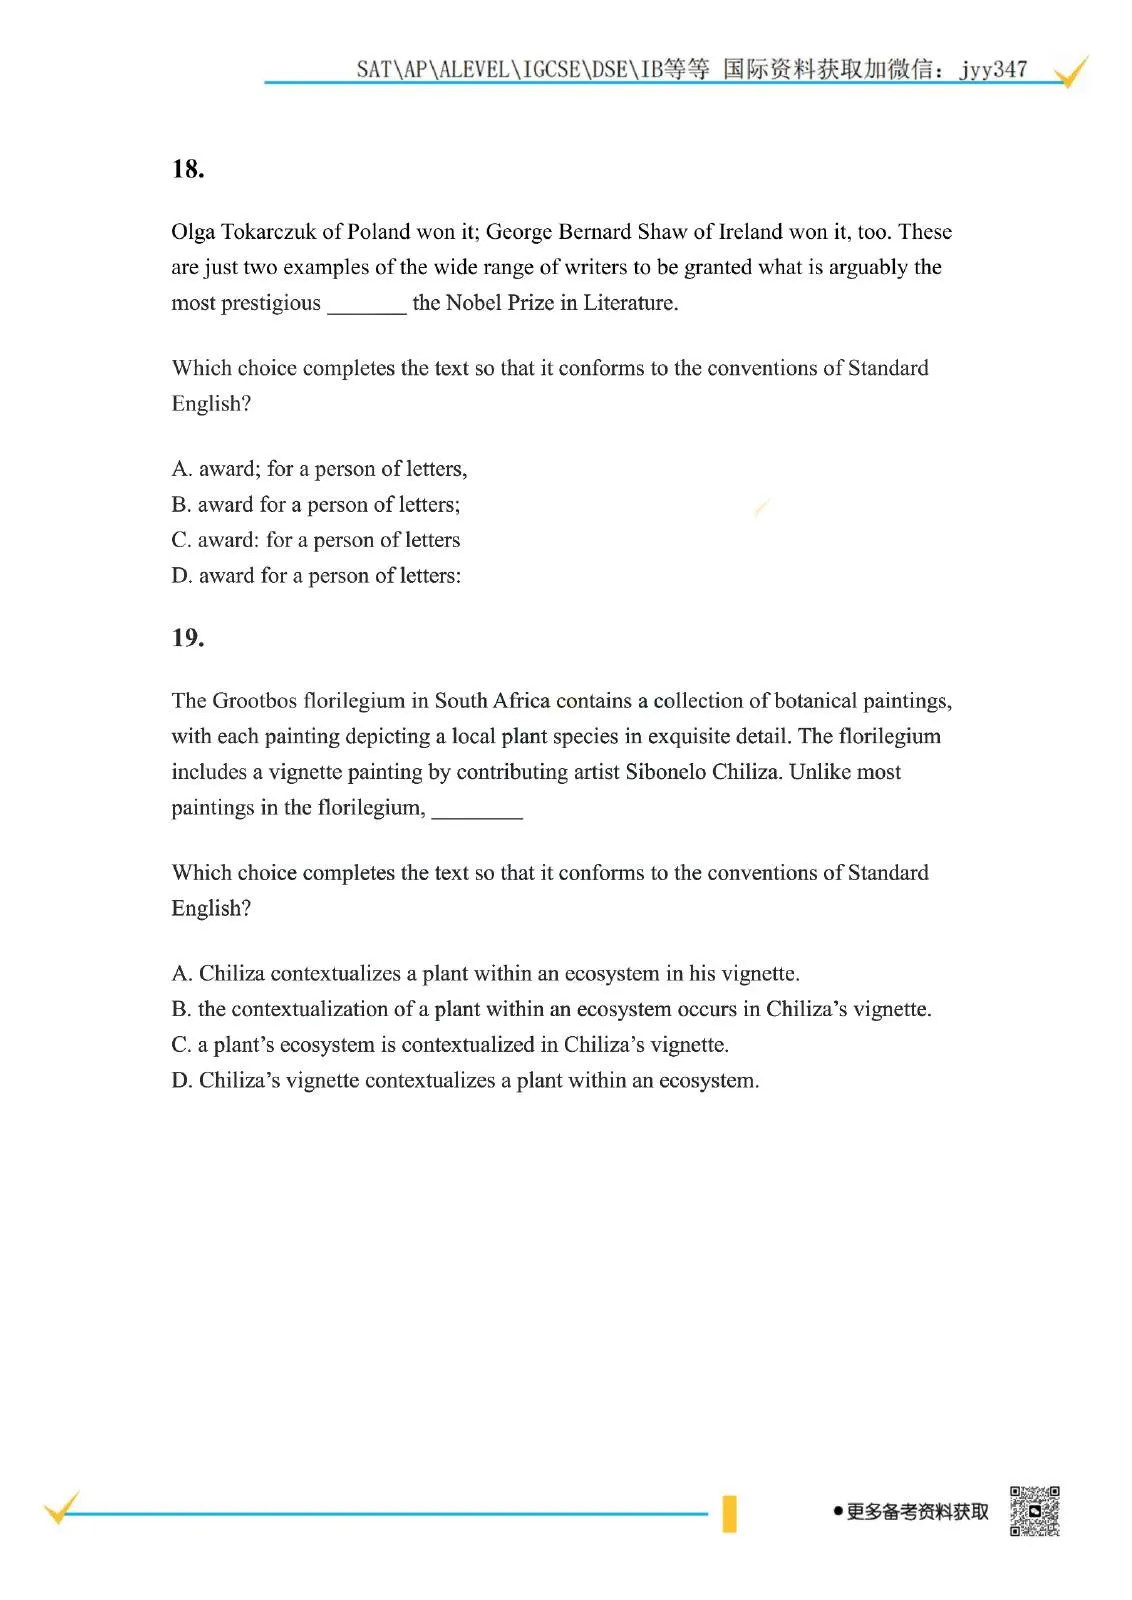 SAT\AP\ALEVEL\IGCSE\DSE\IB等等 国际资料获取加微信：jyy347
18.
Olga Tokarczuk of Poland won it; George Bernard Shaw of Ireland won it, too. These
are just two examples of the wide range of writers to be granted what is arguably the
most prestigious _______ the Nobel Prize in Literature.
Which choice completes the text so that it conforms to the conventions of Standard
English?
A. award; for a person of letters,
B. award for a person of letters;
C. award: for a person of letters
D. award for a person of letters:
19.
The Grootbos florilegium in South Africa contains a collection of botanical paintings,
with each painting depicting a local plant species in exquisite detail. The florilegium
includes a vignette painting by contributing artist Sibonelo Chiliza. Unlike most
paintings in the florilegium, ________
Which choice completes the text so that it conforms to the conventions of Standard
English?
A. Chiliza contextualizes a plant within an ecosystem in his vignette.
B. the contextualization of a plant within an ecosystem occurs in Chiliza’s vignette.
C. a plant’s ecosystem is contextualized in Chiliza’s vignette.
D. Chiliza’s vignette contextualizes a plant within an ecosystem.
●更多备考资料获取